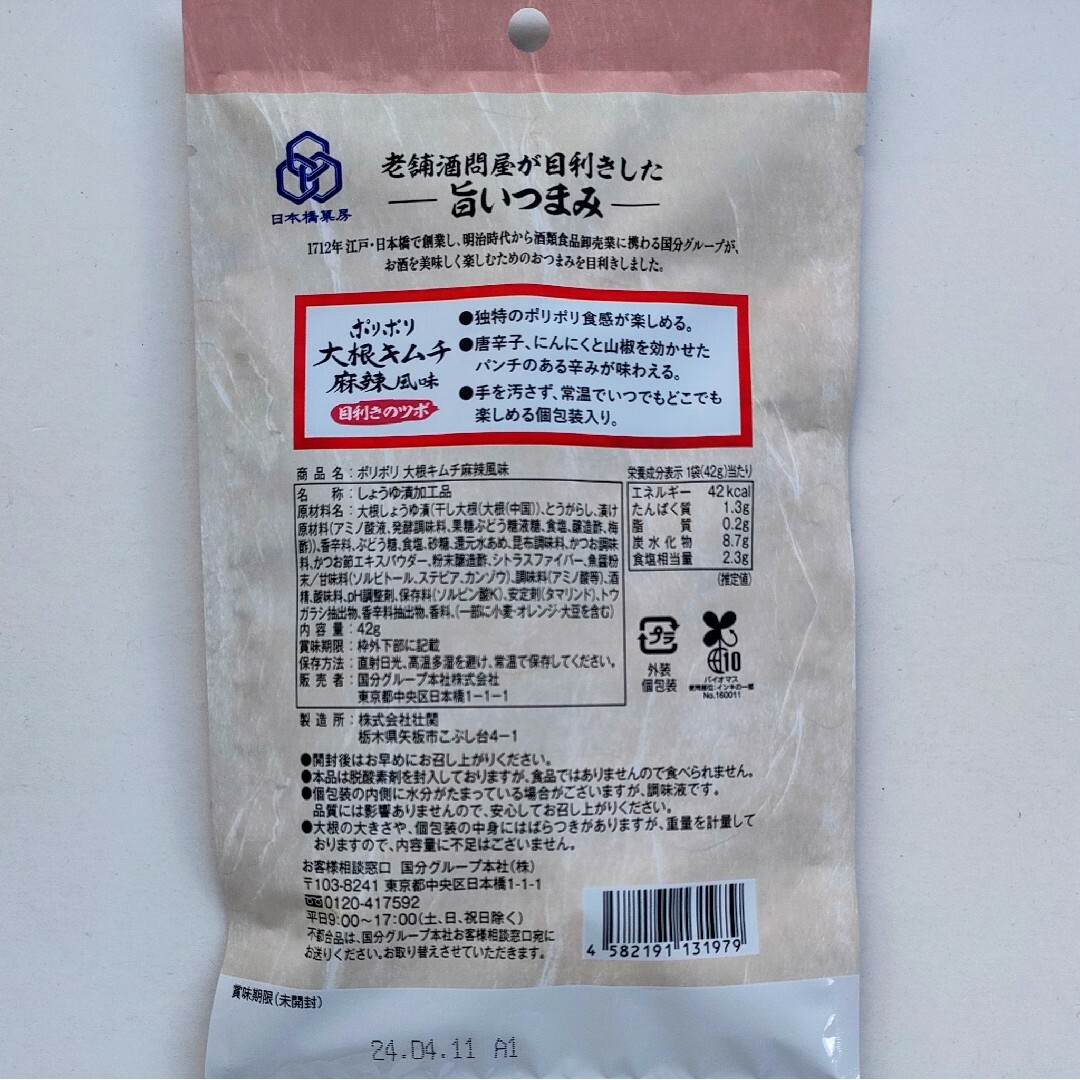 日本橋菓房
老舗酒問屋が目利きした
旨いつまみ
1712年 江戸・日本橋で創業し、明治時代から酒類食品卸売業に携わる国分グループが、
お酒を美味しく楽しむためのおつまみを目利きしました。
ポリポリ
大根キムチ
麻辣風味
目利きのツボ
●独特のポリポリ食感が楽しめる。
●唐辛子、にんにくと山椒を効かせた
パンチのある辛みが味わえる。
●手を汚さず、常温でいつでもどこでも
楽しめる個包装入り。
商品名:ポリポリ 大根キムチ麻辣風味
名称:しょうゆ漬加工品
原材料名:大根しょうゆ漬(干し大根(大根(中国))、とうがらし、漬け
原材料(アミノ酸液、発酵調味料、果糖ぶどう糖液糖、食塩、醸造酢、梅
酢))、香辛料、ぶどう糖、食塩、砂糖、還元水あめ、昆布調味料、かつお調味
料、かつお節エキスパウダー、粉末醸造酢、シトラスファイバー、魚醤粉
末/甘味料(ソルビトール、ステビア、カンゾウ)、調味料(アミノ酸等)、酒
精、酸味料、pH調整剤、保存料(ソルビン酸K)、安定剤(タマリンド)、トウ
ガラシ抽出物、香辛料抽出物、香料、(一部に小麦・オレンジ・大豆を含む)
内容量:42g
賞味期限:枠外下部に記載
保存方法:直射日光、高温多湿を避け、常温で保存してください。
販売者:国分グループ本社株式会社
東京都中央区日本橋1-1-1
製造所:株式会社壮関
栃木県矢板市こぶし台4-1
栄養成分表示 1袋(42g)当たり
エネルギー 42kcal
たんぱく質 1.3g
脂質 0.2g
炭水化物 8.7g
食塩相当量 2.3g
(推定値)
プラ
外装
個包装
10
バイオマス
使用部位:インキの一部
No.160011
●開封後はお早めにお召し上がりください。
●本品は脱酸素剤を封入しておりますが、食品ではありませんので食べられません。
●個包装の内側に水分がたまっている場合がございますが、調味液です。
品質には影響ありませんので、安心してお召し上がりください。
●大根の大きさや、個包装の中身にはばらつきがありますが、重量を計量して
おりますので、内容量に不足はございません。
お客様相談窓口 国分グループ本社(株)
〒103-8241 東京都中央区日本橋1-1-1
0120-417592
平日9:00~17:00(土、日、祝日除く)
不都合品は、国分グループ本社お客様相談窓口宛に
お送りください。お取り替えさせていただきます。
4 582191 131979
賞味期限(未開封)
24.04.11 A1